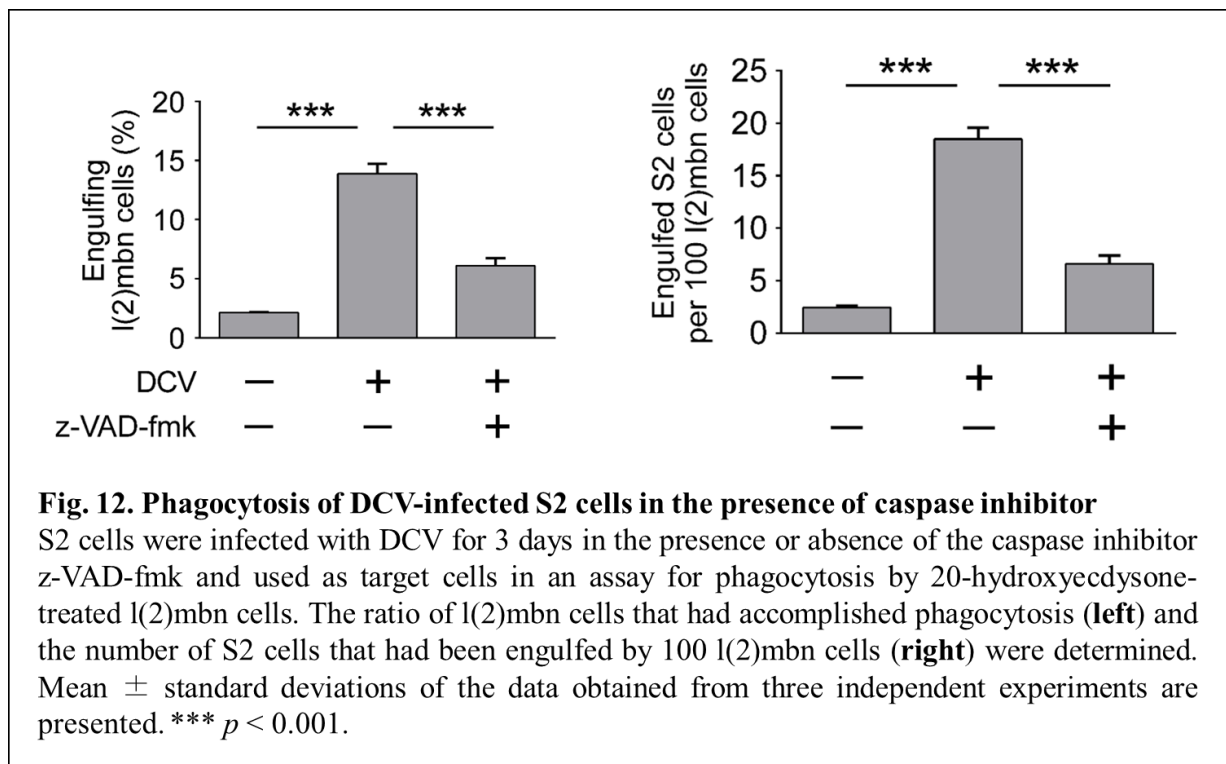 20
15
10
5
0
Engulfing
l(2)mbn cells (%)
***
***
25
20
15
10
5
0
Engulfed S2 cells
per 100 l(2)mbn cells
***
***
DCV — + + — + +
z-VAD-fmk — — + — — +
Fig. 12. Phagocytosis of DCV-infected S2 cells in the presence of caspase inhibitor
S2 cells were infected with DCV for 3 days in the presence or absence of the caspase inhibitor
z-VAD-fmk and used as target cells in an assay for phagocytosis by 20-hydroxyecdysone-
treated l(2)mbn cells. The ratio of l(2)mbn cells that had accomplished phagocytosis (left) and
the number of S2 cells that had been engulfed by 100 l(2)mbn cells (right) were determined.
Mean ± standard deviations of the data obtained from three independent experiments are
presented. *** p < 0.001.